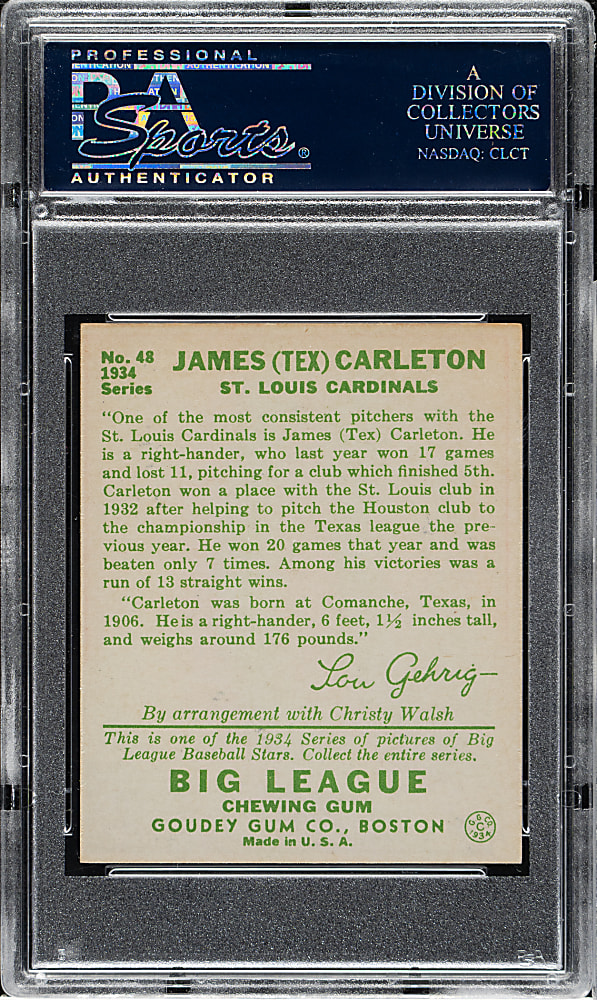 PROFESSIONAL
PSA
Sports®
AUTHENTICATOR
A
DIVISION OF
COLLECTORS
UNIVERSE
NASDAQ: CLCT
No. 48
1934
Series
JAMES (TEX) CARLETON
ST. LOUIS CARDINALS
"One of the most consistent pitchers with the
St. Louis Cardinals is James (Tex) Carleton. He
is a right-hander, who last year won 17 games
and lost 11, pitching for a club which finished 5th.
Carleton won a place with the St. Louis club in
1932 after helping to pitch the Houston club to
the championship in the Texas league the pre-
vious year. He won 20 games that year and was
beaten only 7 times. Among his victories was a
run of 13 straight wins.
"Carleton was born at Comanche, Texas, in
1906. He is a right-hander, 6 feet, 1½ inches tall,
and weighs around 176 pounds."
Lou Gehrig
By arrangement with Christy Walsh
This is one of the 1934 Series of pictures of Big
League Baseball Stars. Collect the entire series.
BIG LEAGUE
CHEWING GUM
GOUDEY GUM CO., BOSTON
Made in U. S. A.
G. G. CO.
C
1934
PSA